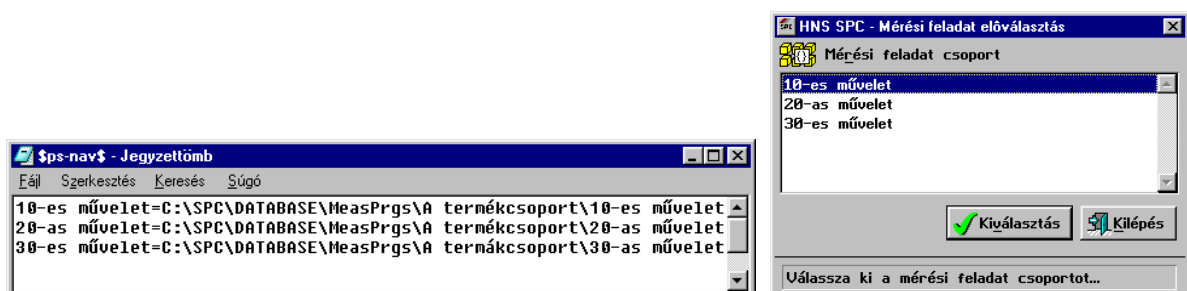 $ps-nav$ - Jegyzettömb
Fájl Szerkesztés Keresés Súgó
10-es művelet=C:\SPC\DATABASE\MeasPrgs\A termékcsoport\10-es művelet
20-as művelet=C:\SPC\DATABASE\MeasPrgs\A termékcsoport\20-as művelet
30-es művelet=C:\SPC\DATABASE\MeasPrgs\A termákcsoport\30-as művelet
HNS SPC - Mérési feladat elôválasztás
Mérési feladat csoport
10-es művelet
20-as művelet
30-es művelet
Kiválasztás Kilépés
Válassza ki a mérési feladat csoportot...